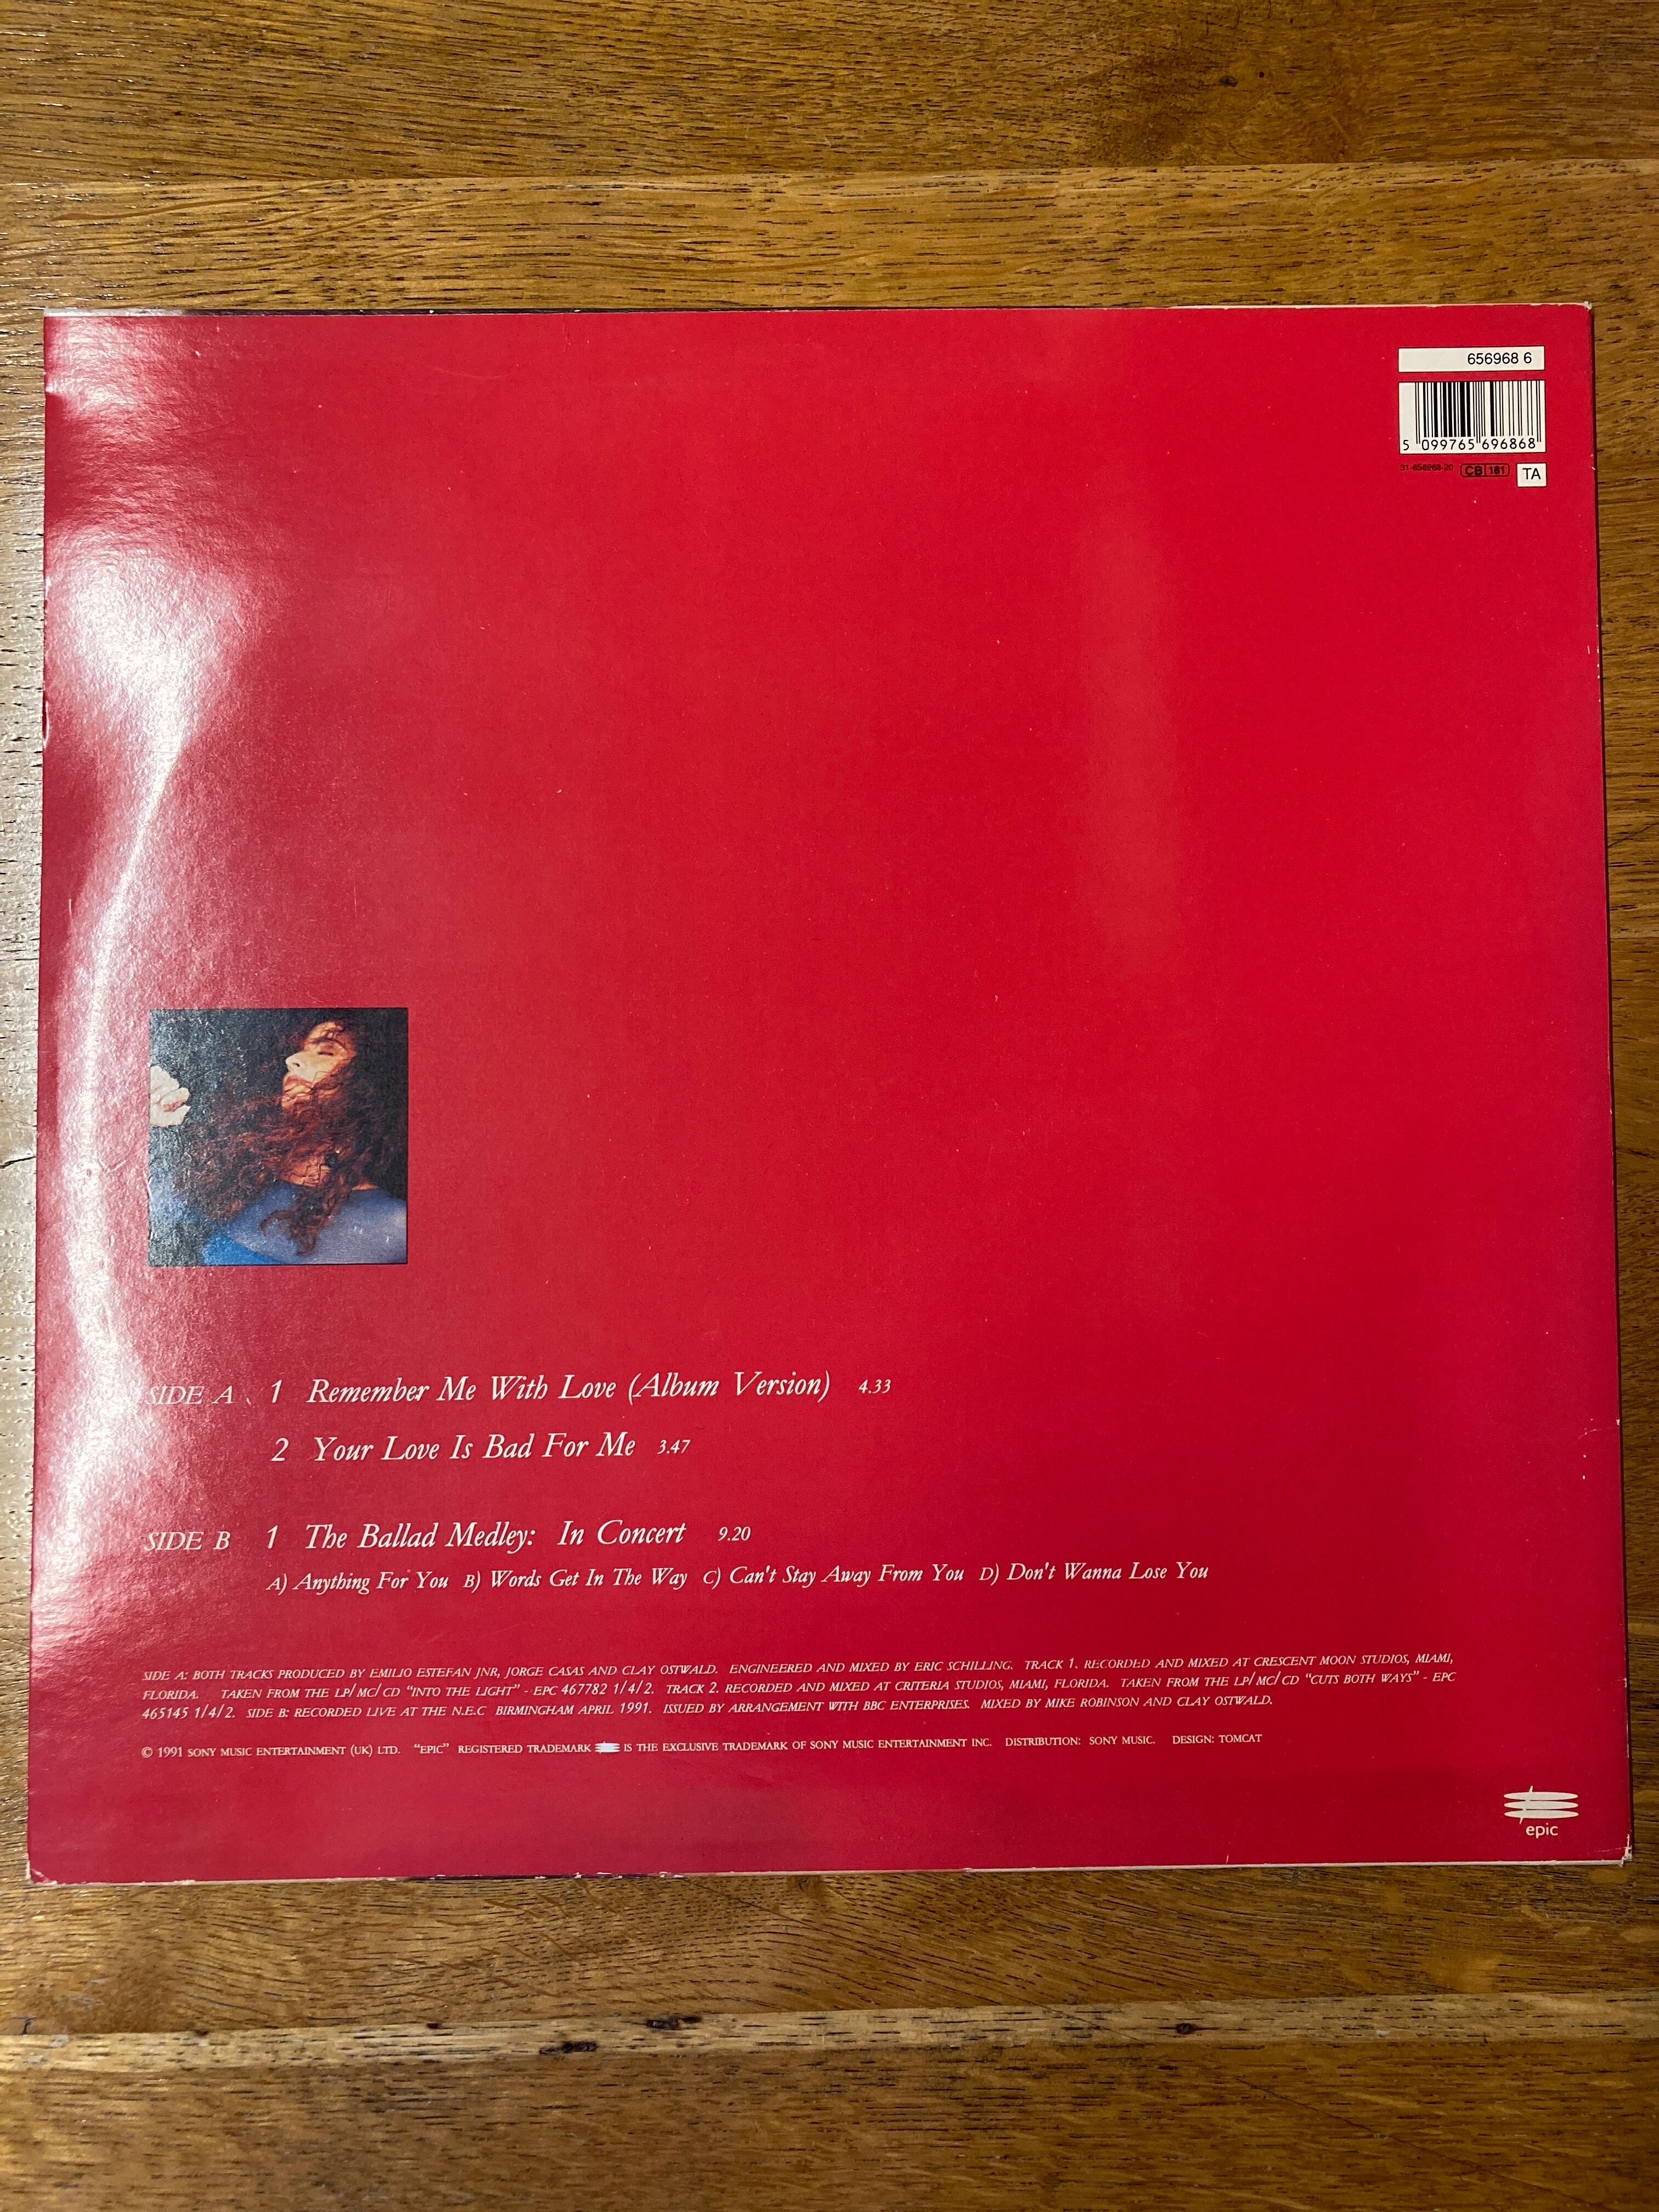 656968 6
5 099765 696868
31-656968-20 CB 181 TA
SIDE A 1 Remember Me With Love (Album Version) 4.33
2 Your Love Is Bad For Me 3.47
SIDE B 1 The Ballad Medley: In Concert 9.20
A) Anything For You B) Words Get In The Way C) Can't Stay Away From You D) Don't Wanna Lose You
SIDE A: BOTH TRACKS PRODUCED BY EMILIO ESTEFAN JNR, JORGE CASAS AND CLAY OSTWALD. ENGINEERED AND MIXED BY ERIC SCHILLING. TRACK 1. RECORDED AND MIXED AT CRESCENT MOON STUDIOS, MIAMI,
FLORIDA. TAKEN FROM THE LP/MC/CD "INTO THE LIGHT" - EPC 467782 1/4/2. TRACK 2. RECORDED AND MIXED AT CRITERIA STUDIOS, MIAMI, FLORIDA. TAKEN FROM THE LP/MC/CD "CUTS BOTH WAYS" - EPC
465145 1/4/2. SIDE B: RECORDED LIVE AT THE N.E.C BIRMINGHAM APRIL 1991. ISSUED BY ARRANGEMENT WITH BBC ENTERPRISES. MIXED BY MIKE ROBINSON AND CLAY OSTWALD.
© 1991 SONY MUSIC ENTERTAINMENT (UK) LTD. "EPIC" REGISTERED TRADEMARK IS THE EXCLUSIVE TRADEMARK OF SONY MUSIC ENTERTAINMENT INC. DISTRIBUTION: SONY MUSIC. DESIGN: TOMCAT
epic